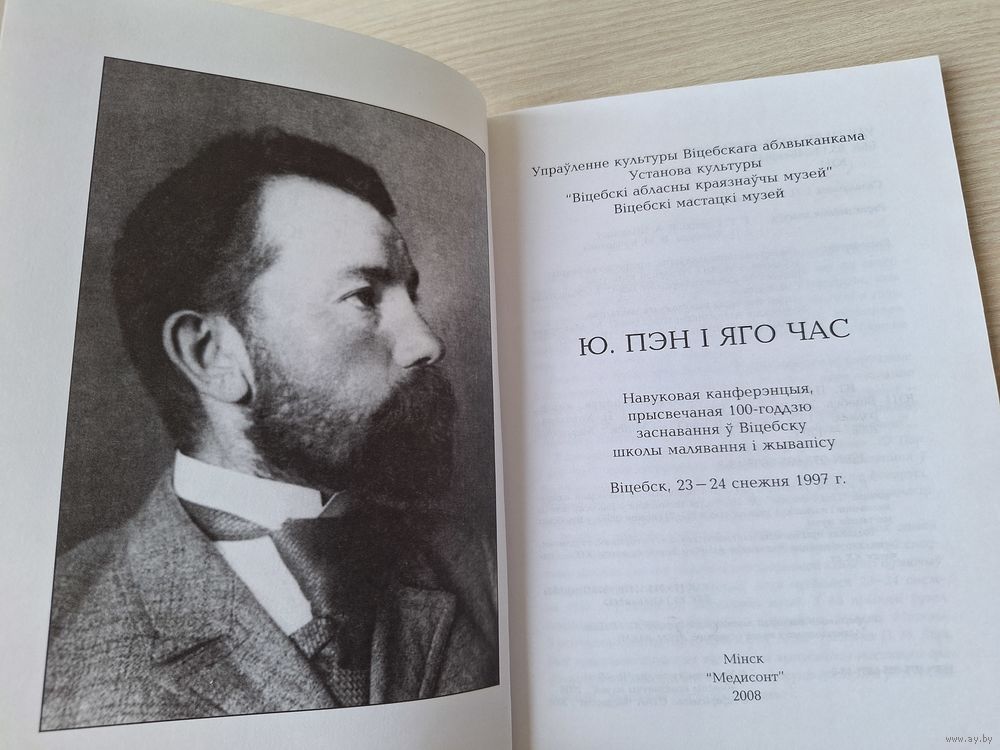 Упраўленне культуры Віцебскага аблвыканкама
Установа культуры
“Віцебскі абласны краязнаўчы музей”
Віцебскі мастацкі музей
Ю. ПЭН І ЯГО ЧАС
Навуковая канферэнцыя,
прысвечаная 100-годдзю
заснавання ў Віцебску
школы малявання і жывапісу
Віцебск, 23 – 24 снежня 1997 г.
Мінск
“Медисонт”
2008
www.ay.by